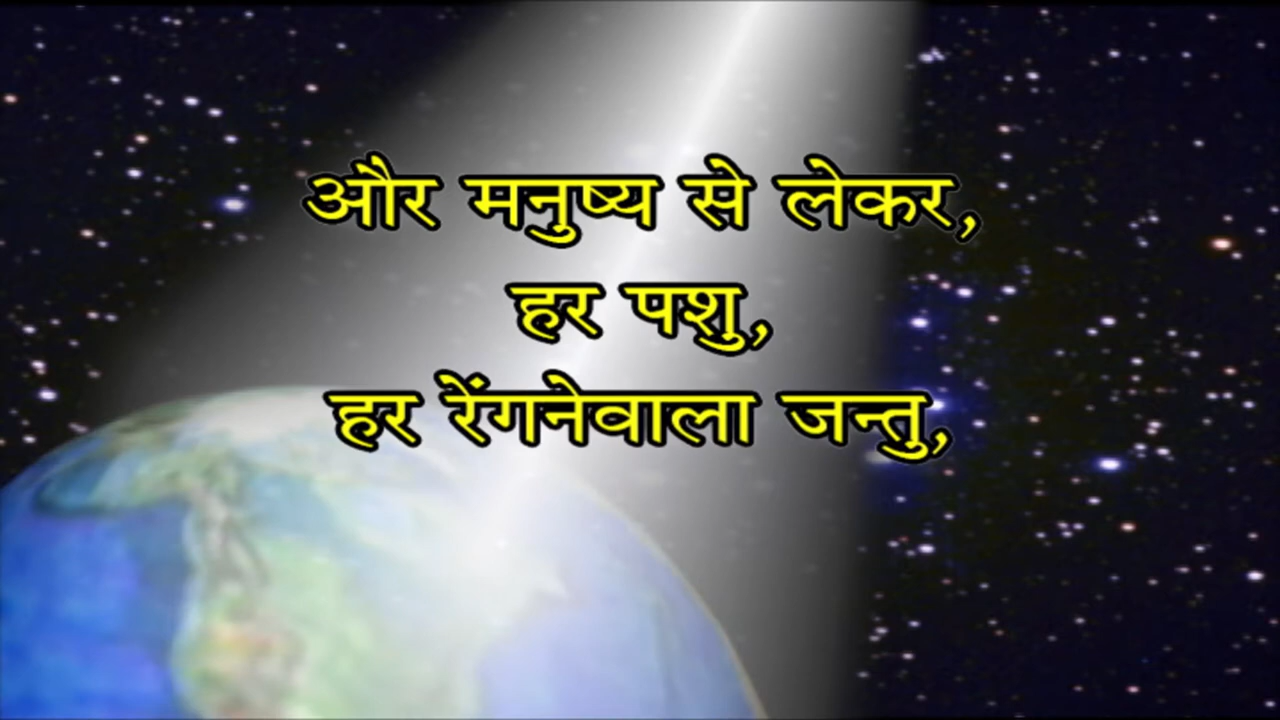 और मनुष्य से लेकर,
हर पशु,
हर रेंगनेवाला जन्तु,